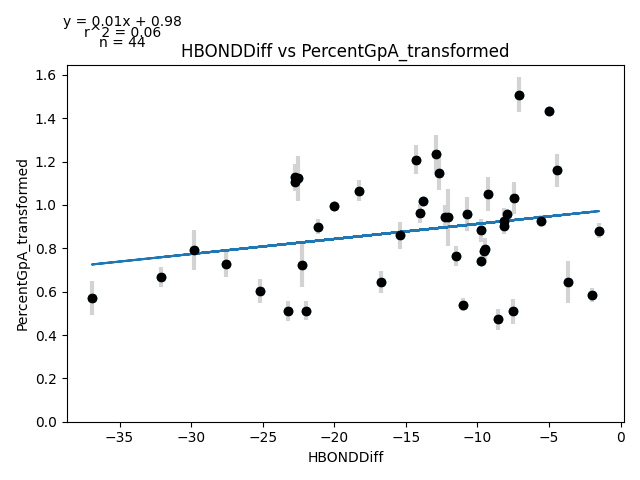 y = 0.01x + 0.98
r^2 = 0.06
n = 44
HBONDDiff vs PercentGpA_transformed
1.6
1.4
1.2
1.0
0.8
0.6
0.4
0.2
0.0
PercentGpA_transformed
−35 −30 −25 −20 −15 −10 −5 0
HBONDDiff